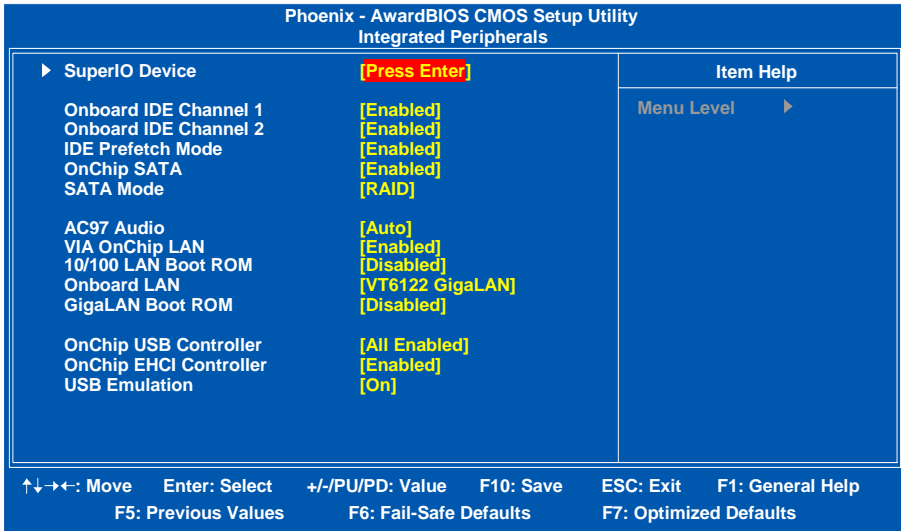 Phoenix - AwardBIOS CMOS Setup Utility
Integrated Peripherals
SuperIO Device [Press Enter]
Item Help
Onboard IDE Channel 1 [Enabled]
Menu Level
Onboard IDE Channel 2 [Enabled]
IDE Prefetch Mode [Enabled]
OnChip SATA [Enabled]
SATA Mode [RAID]
AC97 Audio [Auto]
VIA OnChip LAN [Enabled]
10/100 LAN Boot ROM [Disabled]
Onboard LAN [VT6122 GigaLAN]
GigaLAN Boot ROM [Disabled]
OnChip USB Controller [All Enabled]
OnChip EHCI Controller [Enabled]
USB Emulation [On]
↑↓→←: Move Enter: Select +/-/PU/PD: Value F10: Save ESC: Exit F1: General Help
F5: Previous Values F6: Fail-Safe Defaults F7: Optimized Defaults